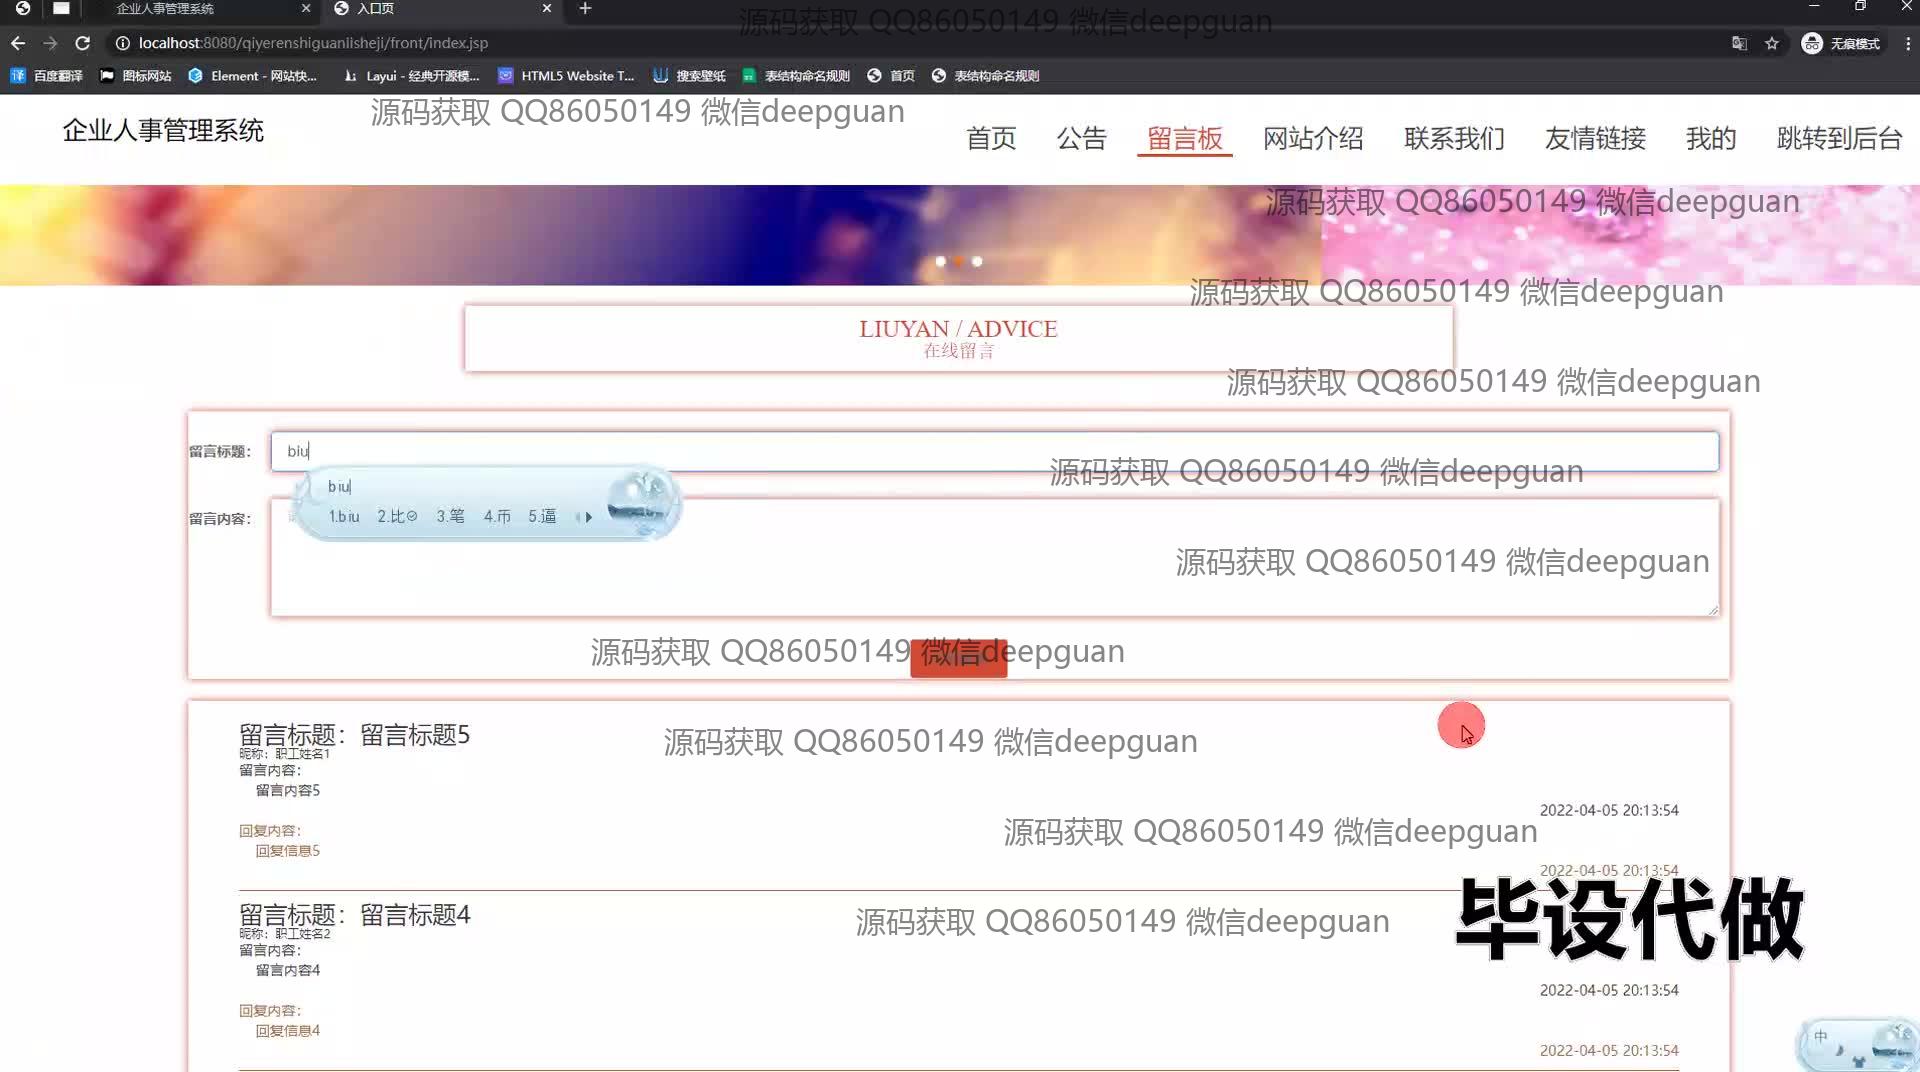 企业人事管理系统
入口页
源码获取 QQ86050149 微信deepguan
localhost:8080/qiyerenshiguanlisheji/front/index.jsp
无痕模式
译 百度翻译 图标网站 Element - 网站快... Layui - 经典开源模... HTML5 Website T... 搜索壁纸 表结构命名规则 首页 表结构命名规则
企业人事管理系统
源码获取 QQ86050149 微信deepguan
首页 公告 留言板 网站介绍 联系我们 友情链接 我的 跳转到后台
源码获取 QQ86050149 微信deepguan
源码获取 QQ86050149 微信deepguan
LIUYAN / ADVICE
在线留言
源码获取 QQ86050149 微信deepguan
留言标题: biu
源码获取 QQ86050149 微信deepguan
biu
留言内容:
1.biu 2.比 3.笔 4.币 5.逼
源码获取 QQ86050149 微信deepguan
源码获取 QQ86050149 微信deepguan
留言标题：留言标题5
源码获取 QQ86050149 微信deepguan
昵称：职工姓名1
留言内容：
留言内容5
2022-04-05 20:13:54
回复内容：
源码获取 QQ86050149 微信deepguan
回复信息5
2022-04-05 20:13:54
毕设代做
留言标题：留言标题4
源码获取 QQ86050149 微信deepguan
昵称：职工姓名2
留言内容：
留言内容4
2022-04-05 20:13:54
回复内容：
回复信息4
中
2022-04-05 20:13:54